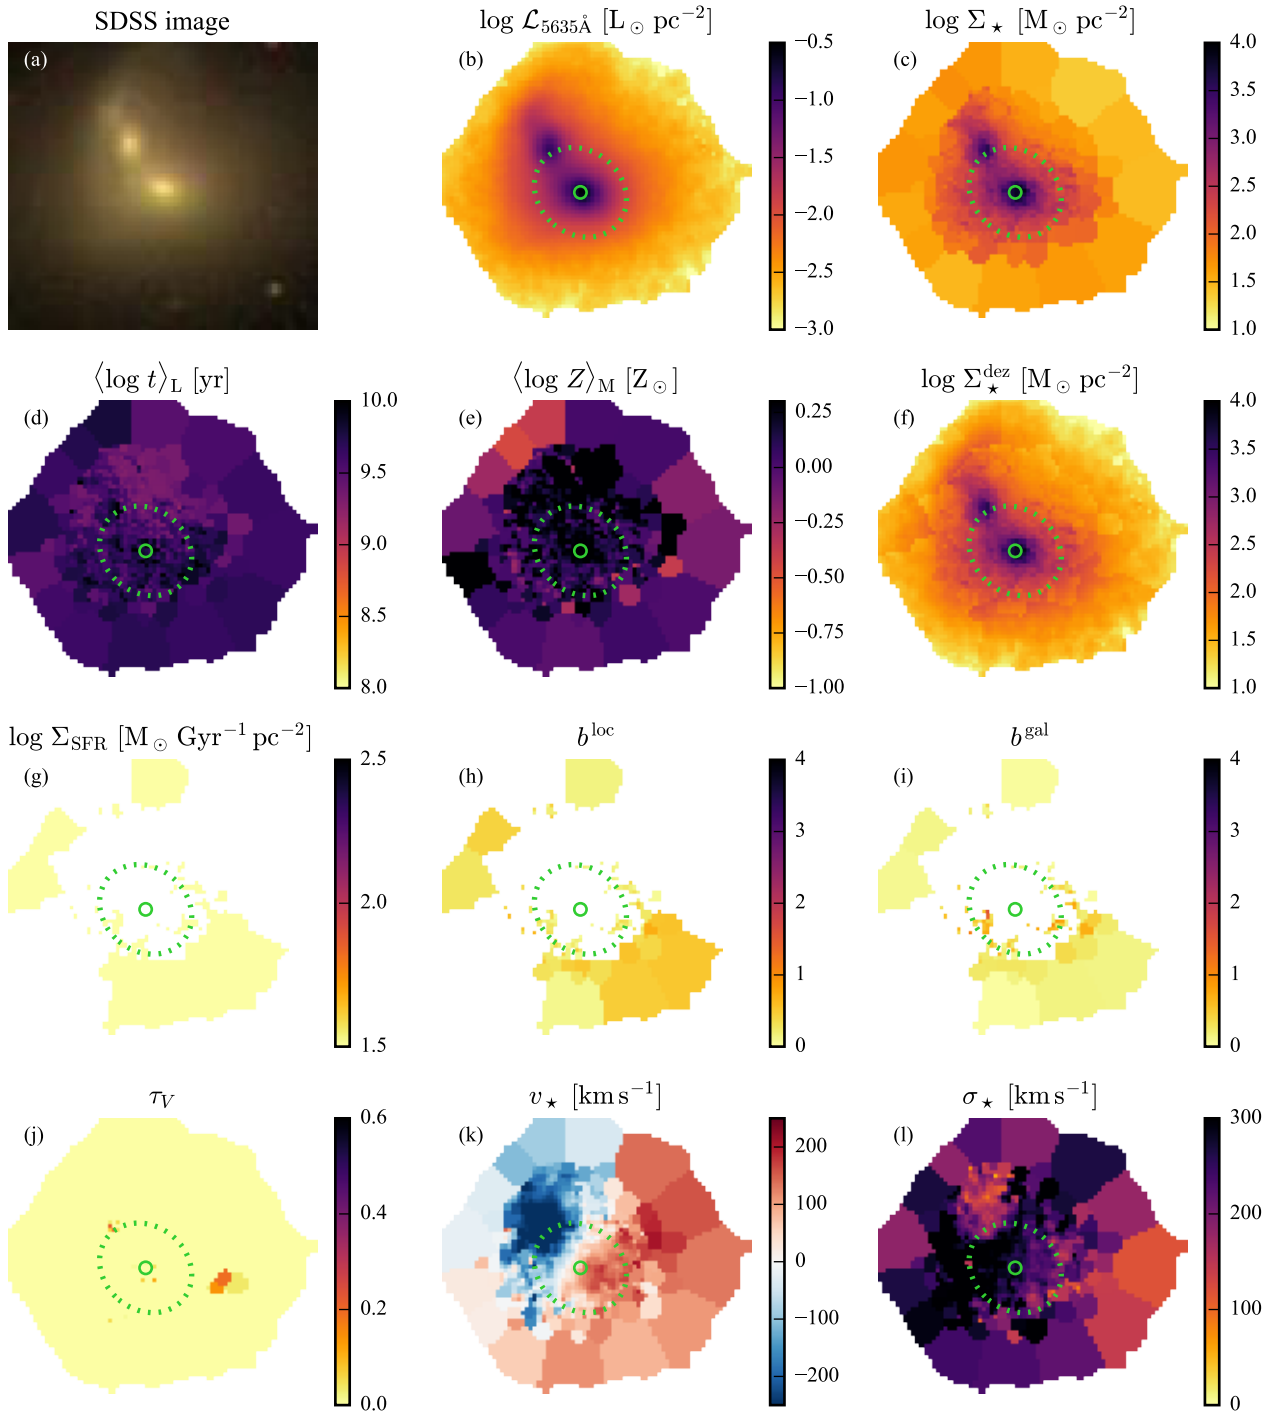 SDSS image
log ℒ₅₆₃₅Å [L⊙ pc⁻²]
log Σ⋆ [M⊙ pc⁻²]
(a)
(b)
−0.5
−1.0
−1.5
−2.0
−2.5
−3.0
(c)
4.0
3.5
3.0
2.5
2.0
1.5
1.0
⟨log t⟩L [yr]
⟨log Z⟩M [Z⊙]
log Σ⋆ᵈᵉᶻ [M⊙ pc⁻²]
(d)
10.0
9.5
9.0
8.5
8.0
(e)
0.25
0.00
−0.25
−0.50
−0.75
−1.00
(f)
4.0
3.5
3.0
2.5
2.0
1.5
1.0
log ΣSFR [M⊙ Gyr⁻¹ pc⁻²]
bˡᵒᶜ
bᵍᵃˡ
(g)
2.5
2.0
1.5
(h)
4
3
2
1
0
(i)
4
3
2
1
0
τV
v⋆ [km s⁻¹]
σ⋆ [km s⁻¹]
(j)
0.6
0.4
0.2
0.0
(k)
200
100
0
−100
−200
(l)
300
200
100
0